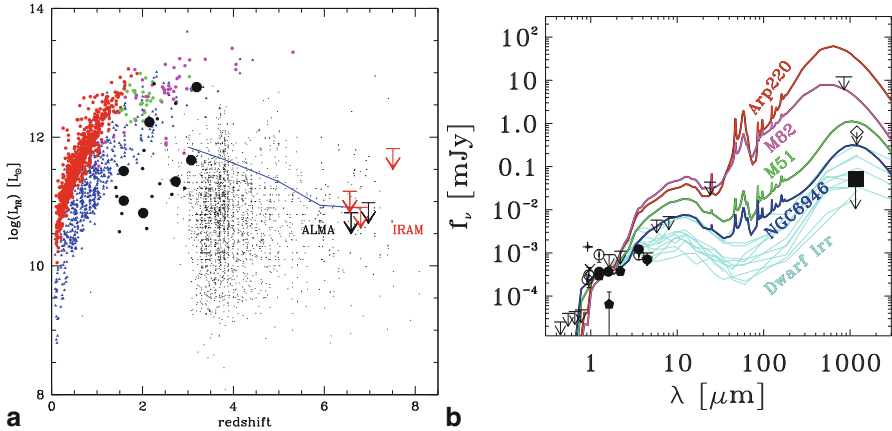 14
12
10
8
log(L_IR) [L_⊙]
0
2
4
6
8
redshift
ALMA
IRAM
a
10²
10
1.0
0.1
10⁻²
10⁻³
10⁻⁴
f_ν [mJy]
1
10
100
1000
λ [μm]
Arp220
M82
M51
NGC6946
Dwarf Irr
b